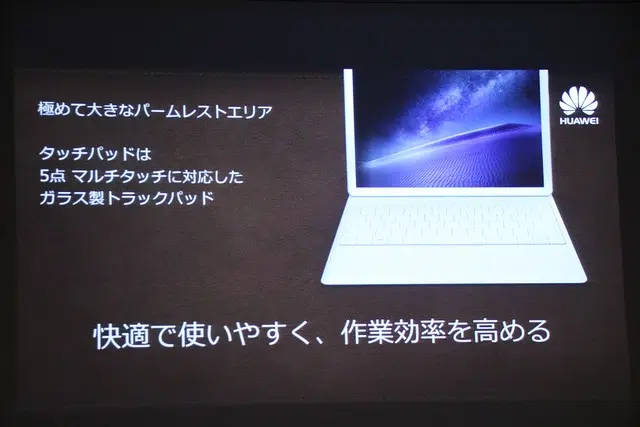 極めて大きなパームレストエリア
タッチパッドは
5点 マルチタッチに対応した
ガラス製トラックパッド
HUAWEI
快適で使いやすく、作業効率を高める